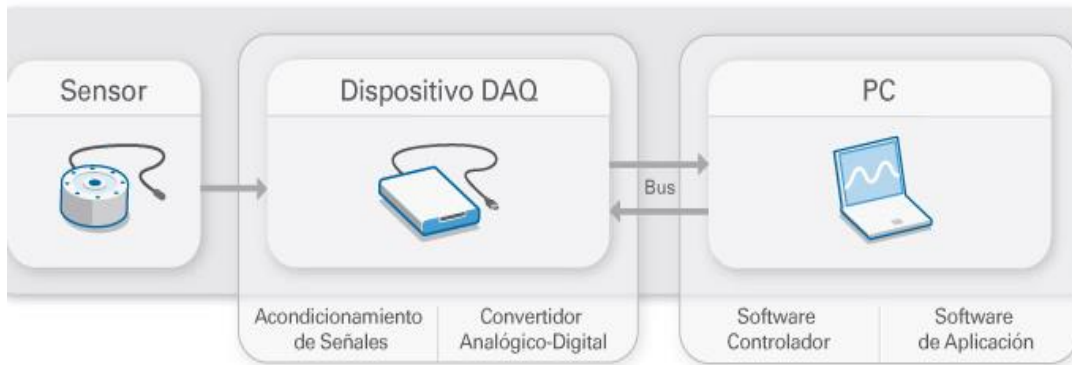 Sensor
Dispositivo DAQ
PC
Bus
Acondicionamiento
de Señales
Convertidor
Analógico-Digital
Software
Controlador
Software
de Aplicación